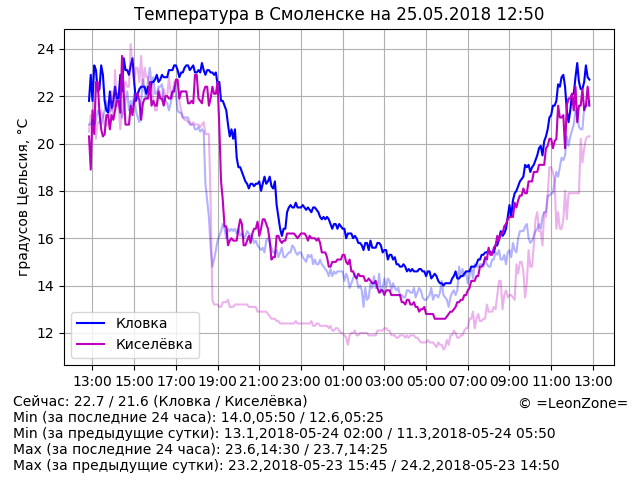 Температура в Смоленске на 25.05.2018 12:50
градусов Цельсия, °C
24
22
20
18
16
14
12
Кловка
Киселёвка
13:00 15:00 17:00 19:00 21:00 23:00 01:00 03:00 05:00 07:00 09:00 11:00 13:00
Сейчас: 22.7 / 21.6 (Кловка / Киселёвка)
© =LeonZone=
Min (за последние 24 часа): 14.0,05:50 / 12.6,05:25
Min (за предыдущие сутки): 13.1,2018-05-24 02:00 / 11.3,2018-05-24 05:50
Max (за последние 24 часа): 23.6,14:30 / 23.7,14:25
Max (за предыдущие сутки): 23.2,2018-05-23 15:45 / 24.2,2018-05-23 14:50